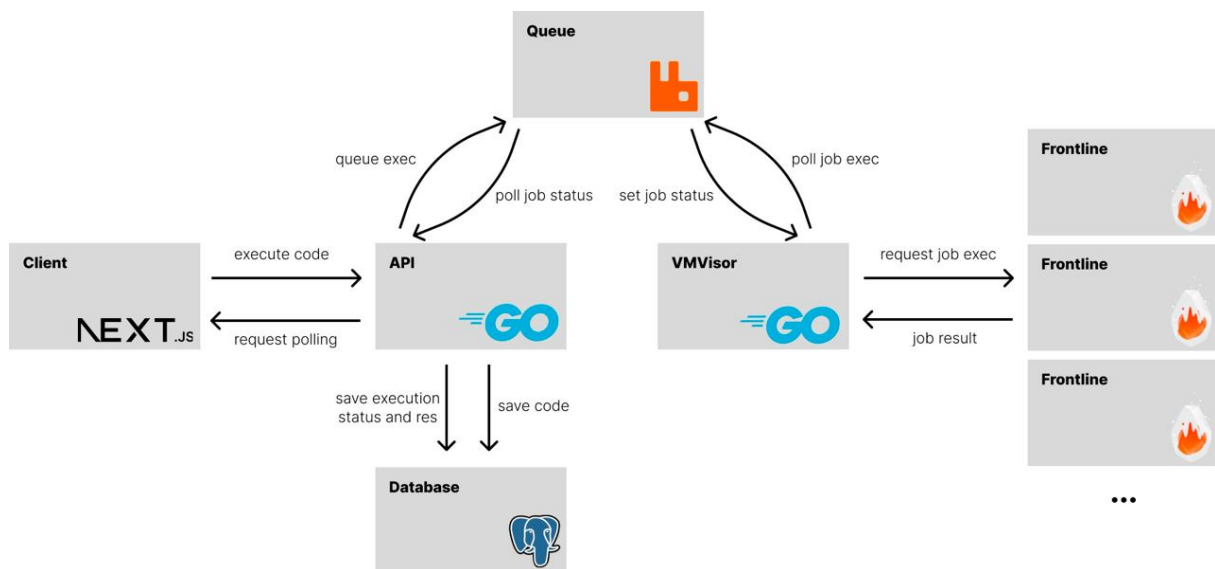 Queue
queue exec
poll job status
set job status
poll job exec
Client
NEXT.JS
execute code
request polling
API
GO
VMVisor
GO
request job exec
job result
Frontline
Frontline
Frontline
...
save execution
status and res
save code
Database